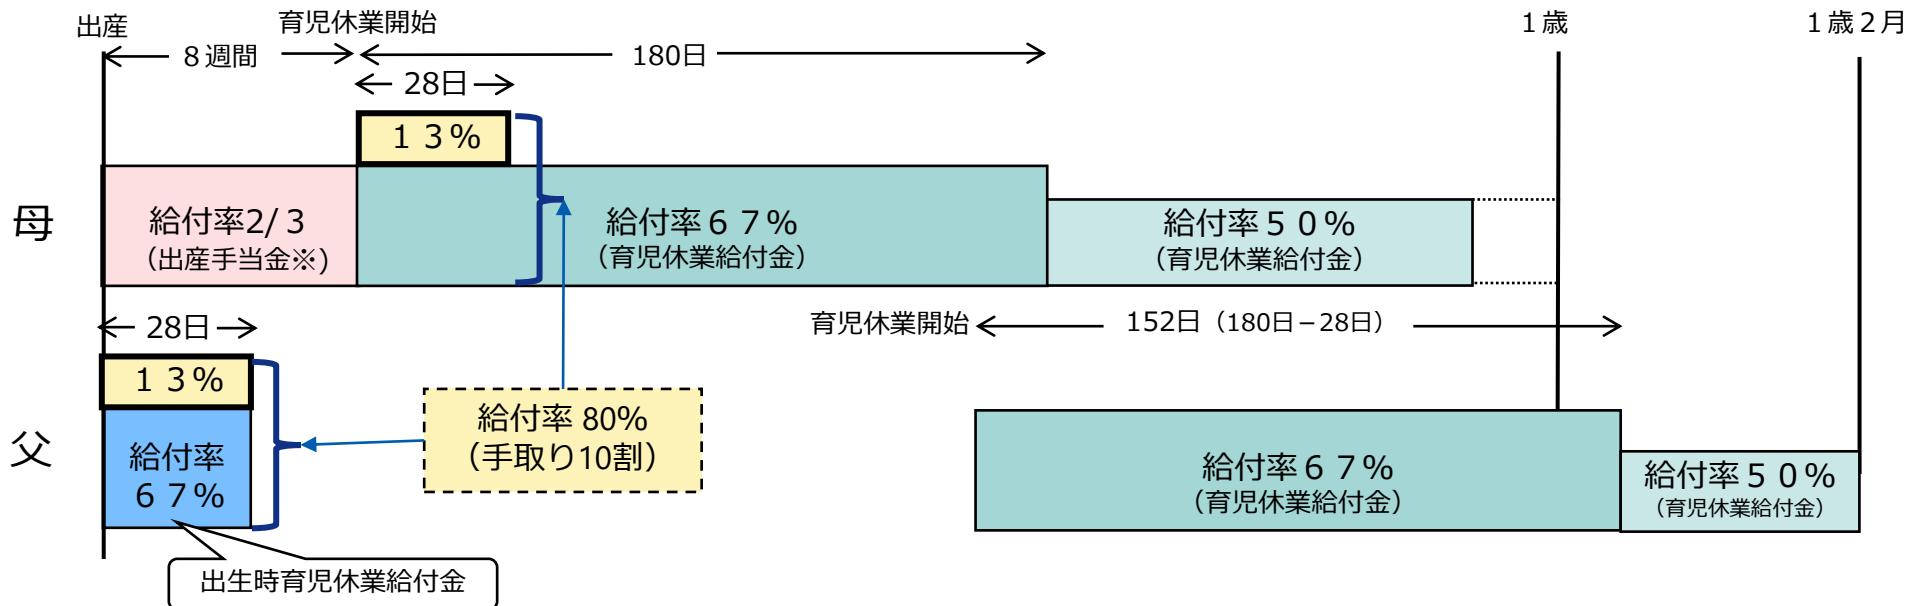 出産
育児休業開始
１歳
１歳２月
８週間
180日
28日
１３%
母
給付率2/３
（出産手当金※）
給付率６７%
（育児休業給付金）
給付率５０%
（育児休業給付金）
28日
育児休業開始
152日（180日－28日）
１３%
父
給付率
６７%
給付率 80%
（手取り10割）
給付率６７%
（育児休業給付金）
給付率５０%
（育児休業給付金）
出生時育児休業給付金